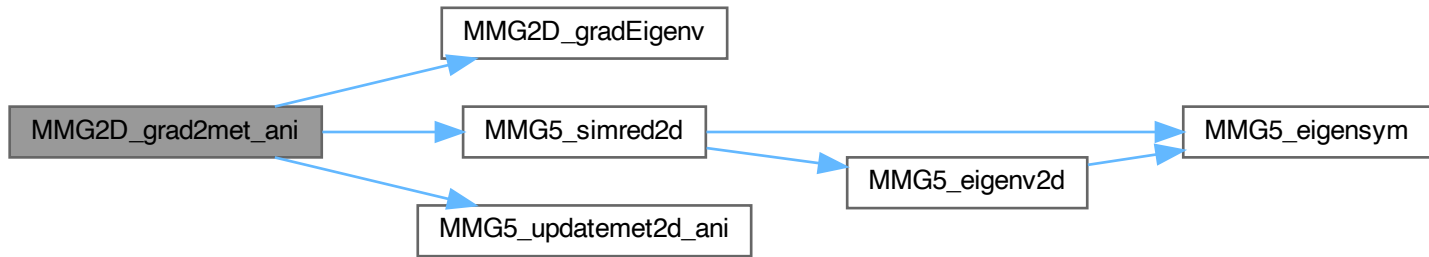 MMG2D_gradEigenv
MMG2D_grad2met_ani
MMG5_simred2d
MMG5_eigensym
MMG5_eigenv2d
MMG5_updatemet2d_ani